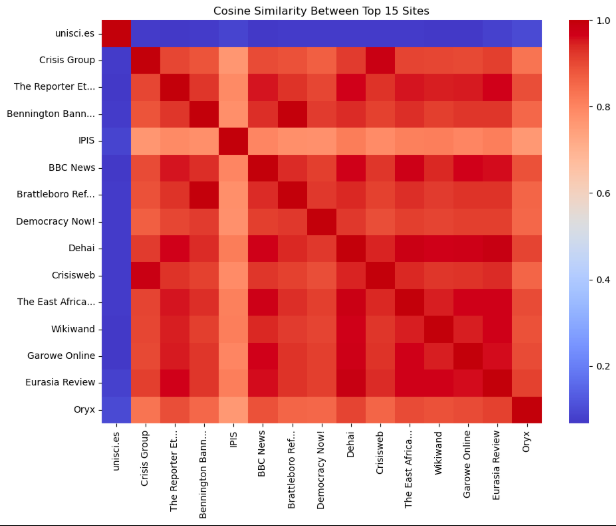 Cosine Similarity Between Top 15 Sites
unisci.es
Crisis Group
The Reporter Et...
Bennington Bann...
IPIS
BBC News
Brattleboro Ref...
Democracy Now!
Dehai
Crisisweb
The East Africa...
Wikiwand
Garowe Online
Eurasia Review
Oryx
unisci.es
Crisis Group
The Reporter Et...
Bennington Bann...
IPIS
BBC News
Brattleboro Ref...
Democracy Now!
Dehai
Crisisweb
The East Africa...
Wikiwand
Garowe Online
Eurasia Review
Oryx
1.0
0.8
0.6
0.4
0.2